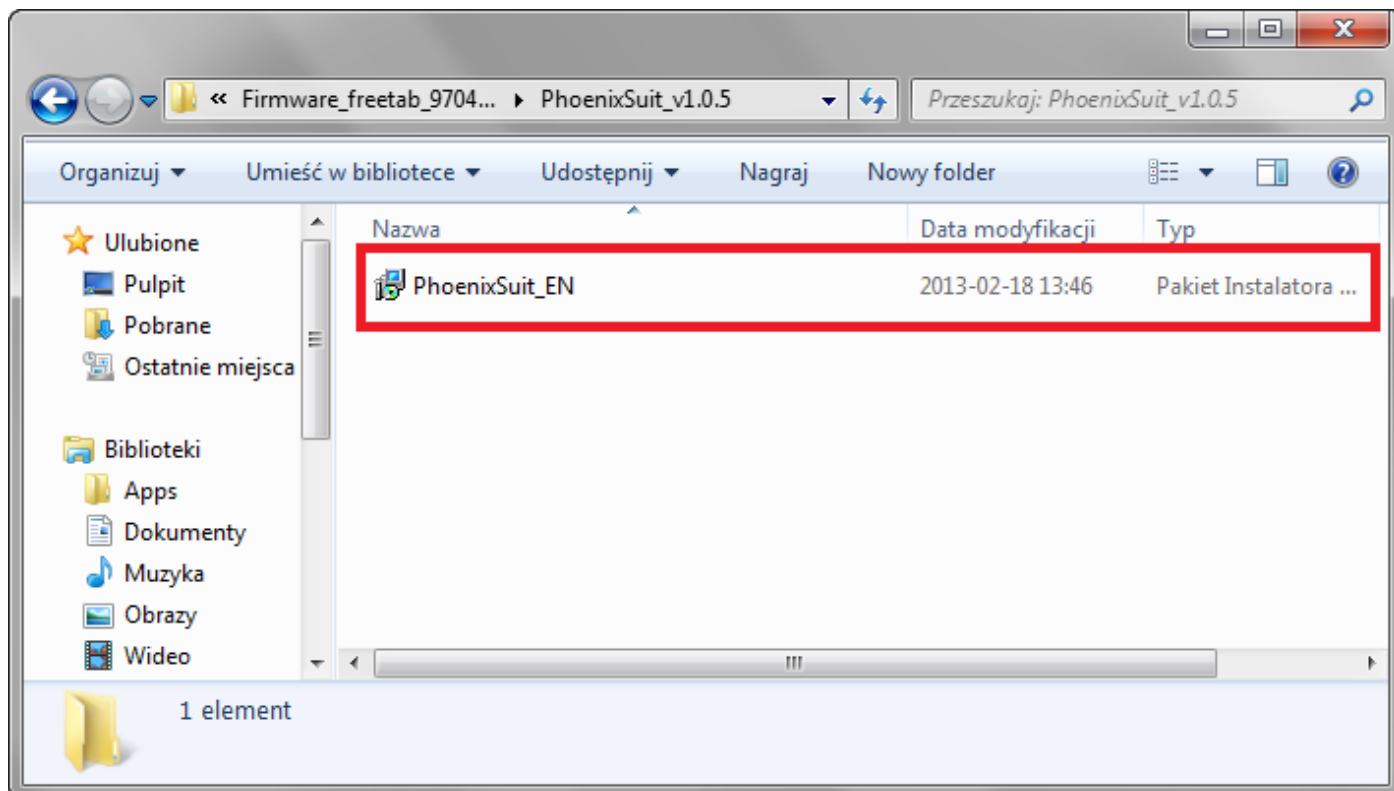 « Firmware_freetab_9704... ▸ PhoenixSuit_v1.0.5
Przeszukaj: PhoenixSuit_v1.0.5
Organizuj Umieść w bibliotece Udostępnij Nagraj Nowy folder
Nazwa Data modyfikacji Typ
PhoenixSuit_EN 2013-02-18 13:46 Pakiet Instalatora ...
Ulubione
Pulpit
Pobrane
Ostatnie miejsca
Biblioteki
Apps
Dokumenty
Muzyka
Obrazy
Wideo
1 element